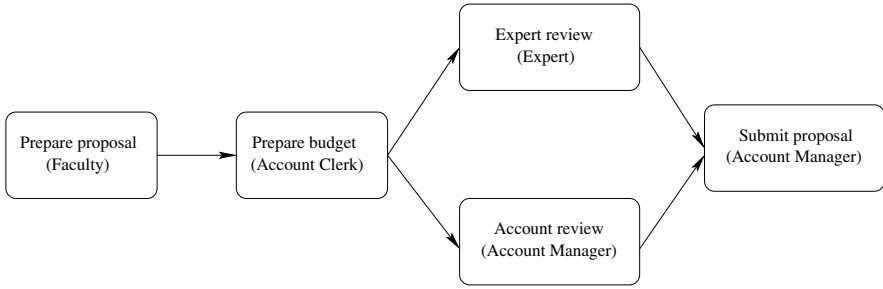 Prepare proposal
(Faculty)
Prepare budget
(Account Clerk)
Expert review
(Expert)
Account review
(Account Manager)
Submit proposal
(Account Manager)